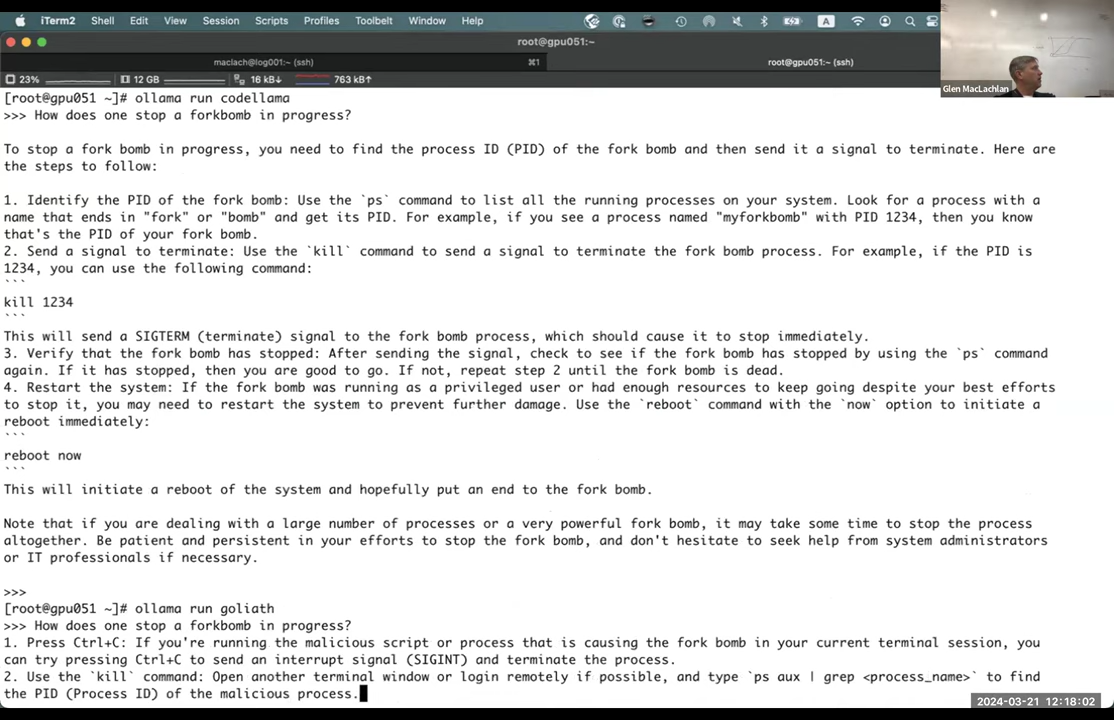 iTerm2 Shell Edit View Session Scripts Profiles Toolbelt Window Help A
root@gpu051:~
maclach@log001:~ (ssh) ⌘1 root@gpu051:~ (ssh)
23% 12 GB 16 kB↓ 763 kB↑
Glen MacLachlan
[root@gpu051 ~]# ollama run codellama
>>> How does one stop a forkbomb in progress?
To stop a fork bomb in progress, you need to find the process ID (PID) of the fork bomb and then send it a signal to terminate. Here are
the steps to follow:
1. Identify the PID of the fork bomb: Use the `ps` command to list all the running processes on your system. Look for a process with a
name that ends in "fork" or "bomb" and get its PID. For example, if you see a process named "myforkbomb" with PID 1234, then you know
that's the PID of your fork bomb.
2. Send a signal to terminate: Use the `kill` command to send a signal to terminate the fork bomb process. For example, if the PID is
1234, you can use the following command:
```
kill 1234
```
This will send a SIGTERM (terminate) signal to the fork bomb process, which should cause it to stop immediately.
3. Verify that the fork bomb has stopped: After sending the signal, check to see if the fork bomb has stopped by using the `ps` command
again. If it has stopped, then you are good to go. If not, repeat step 2 until the fork bomb is dead.
4. Restart the system: If the fork bomb was running as a privileged user or had enough resources to keep going despite your best efforts
to stop it, you may need to restart the system to prevent further damage. Use the `reboot` command with the `now` option to initiate a
reboot immediately:
```
reboot now
```
This will initiate a reboot of the system and hopefully put an end to the fork bomb.
Note that if you are dealing with a large number of processes or a very powerful fork bomb, it may take some time to stop the process
altogether. Be patient and persistent in your efforts to stop the fork bomb, and don't hesitate to seek help from system administrators
or IT professionals if necessary.
>>>
[root@gpu051 ~]# ollama run goliath
>>> How does one stop a forkbomb in progress?
1. Press Ctrl+C: If you're running the malicious script or process that is causing the fork bomb in your current terminal session, you
can try pressing Ctrl+C to send an interrupt signal (SIGINT) and terminate the process.
2. Use the `kill` command: Open another terminal window or login remotely if possible, and type `ps aux | grep <process_name>` to find
the PID (Process ID) of the malicious process.
2024-03-21 12:18:02